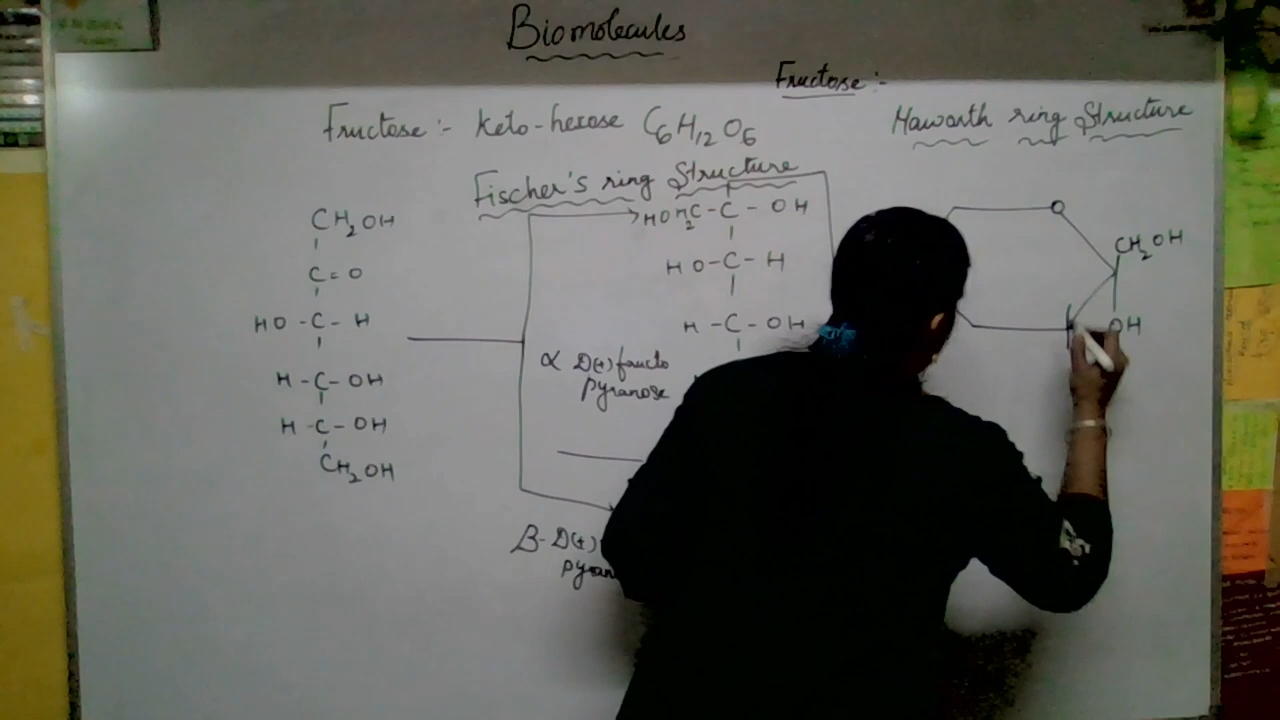 Biomolecules
Fructose :-
Fructose :- Keto-hexose C6H12O6
Haworth ring Structure
Fischer's ring Structure
CH2OH
C=O
HO-C-H
H-C-OH
H-C-OH
CH2OH
HOH2C-C-OH
HO-C-H
H-C-OH
α D(+) fructo
pyranose
β-D(+)
O
CH2OH
OH